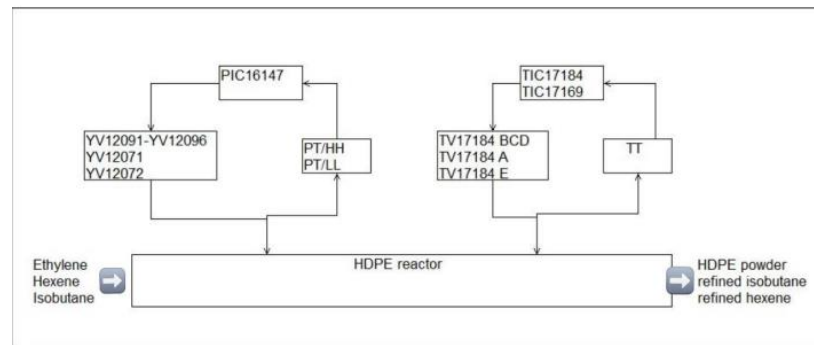 PIC16147
TIC17184
TIC17169
YV12091-YV12096
YV12071
YV12072
PT/HH
PT/LL
TV17184 BCD
TV17184 A
TV17184 E
TT
Ethylene
Hexene
Isobutane
HDPE reactor
HDPE powder
refined isobutane
refined hexene